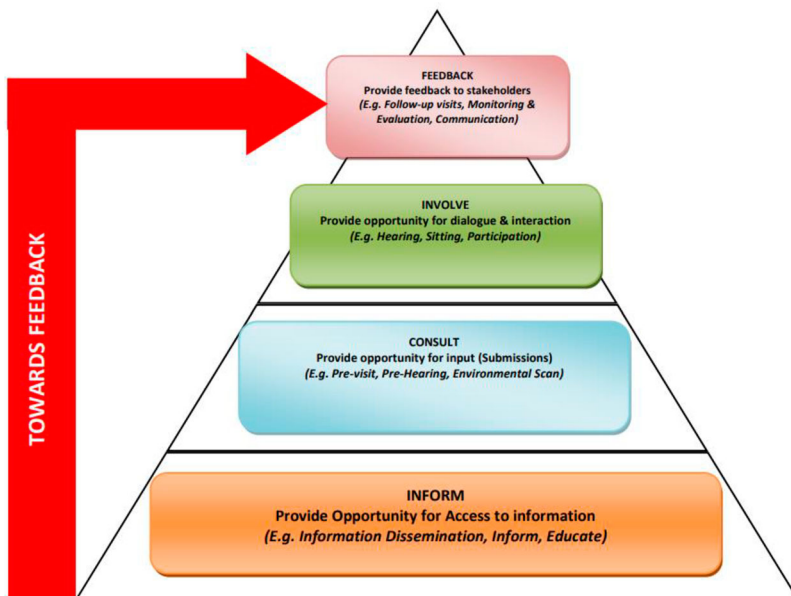 FEEDBACK
Provide feedback to stakeholders
(E.g. Follow-up visits, Monitoring &
Evaluation, Communication)
INVOLVE
Provide opportunity for dialogue & interaction
(E.g. Hearing, Sitting, Participation)
CONSULT
Provide opportunity for input (Submissions)
(E.g. Pre-visit, Pre-Hearing, Environmental Scan)
INFORM
Provide Opportunity for Access to information
(E.g. Information Dissemination, Inform, Educate)
TOWARDS FEEDBACK